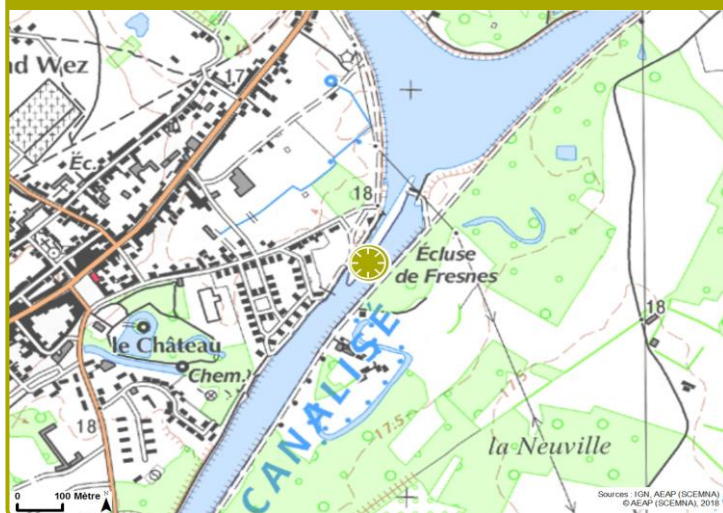 nd Wez
17
Éc.
18
Écluse
de Fresnes
18
le Château
Chem.
CANALISÉ
17.5
17.5
18
la Neuville
0 100 Mètre
N
Sources : IGN, AEAP (SCEMNA)
© AEAP (SCEMNA), 2018